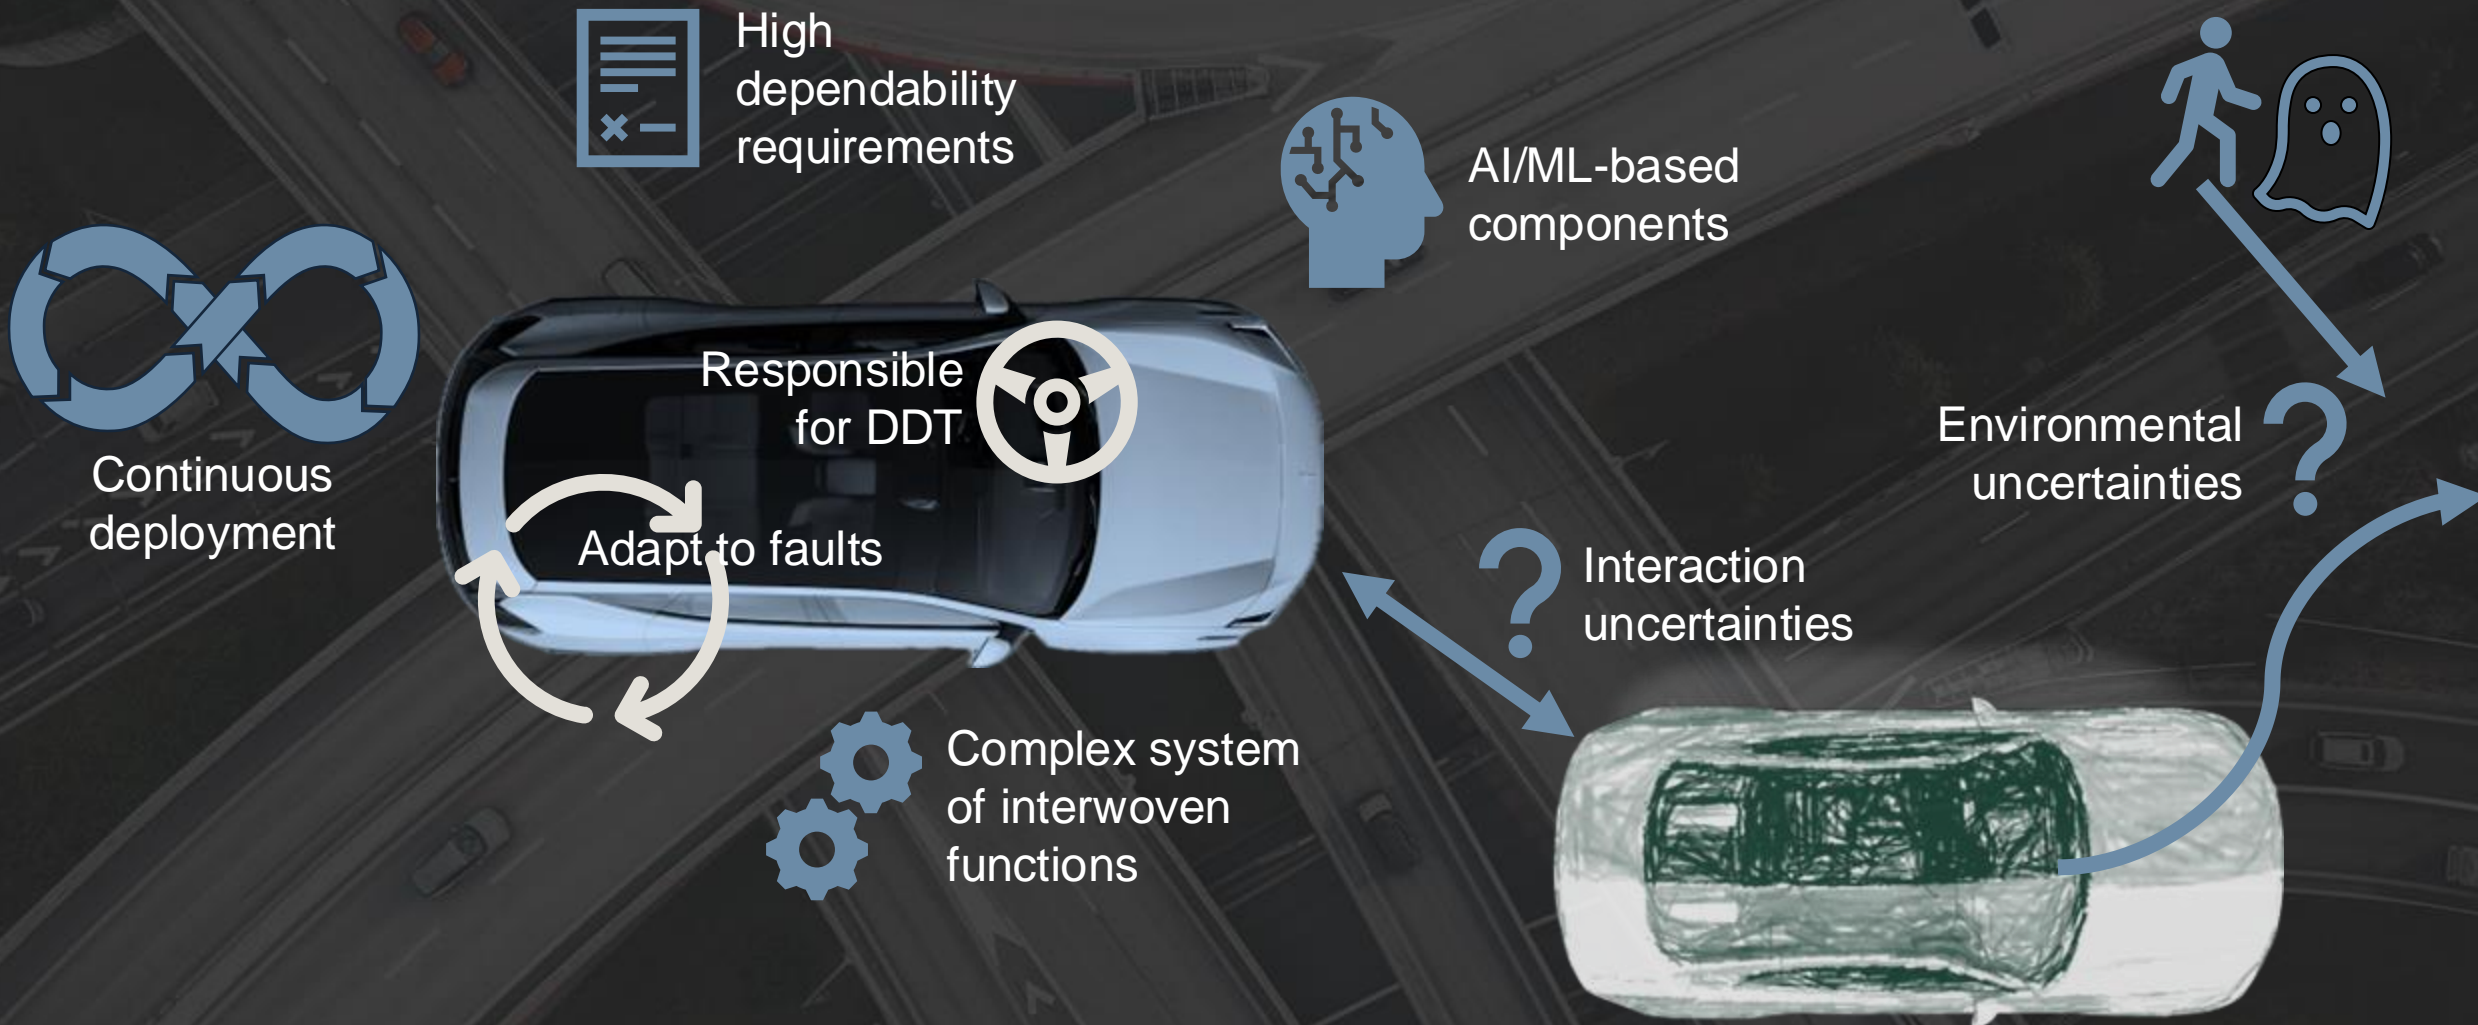 High
dependability
requirements
AI/ML-based
components
Responsible
for DDT
Continuous
deployment
Adapt to faults
Environmental
uncertainties
Interaction
uncertainties
Complex system
of interwoven
functions